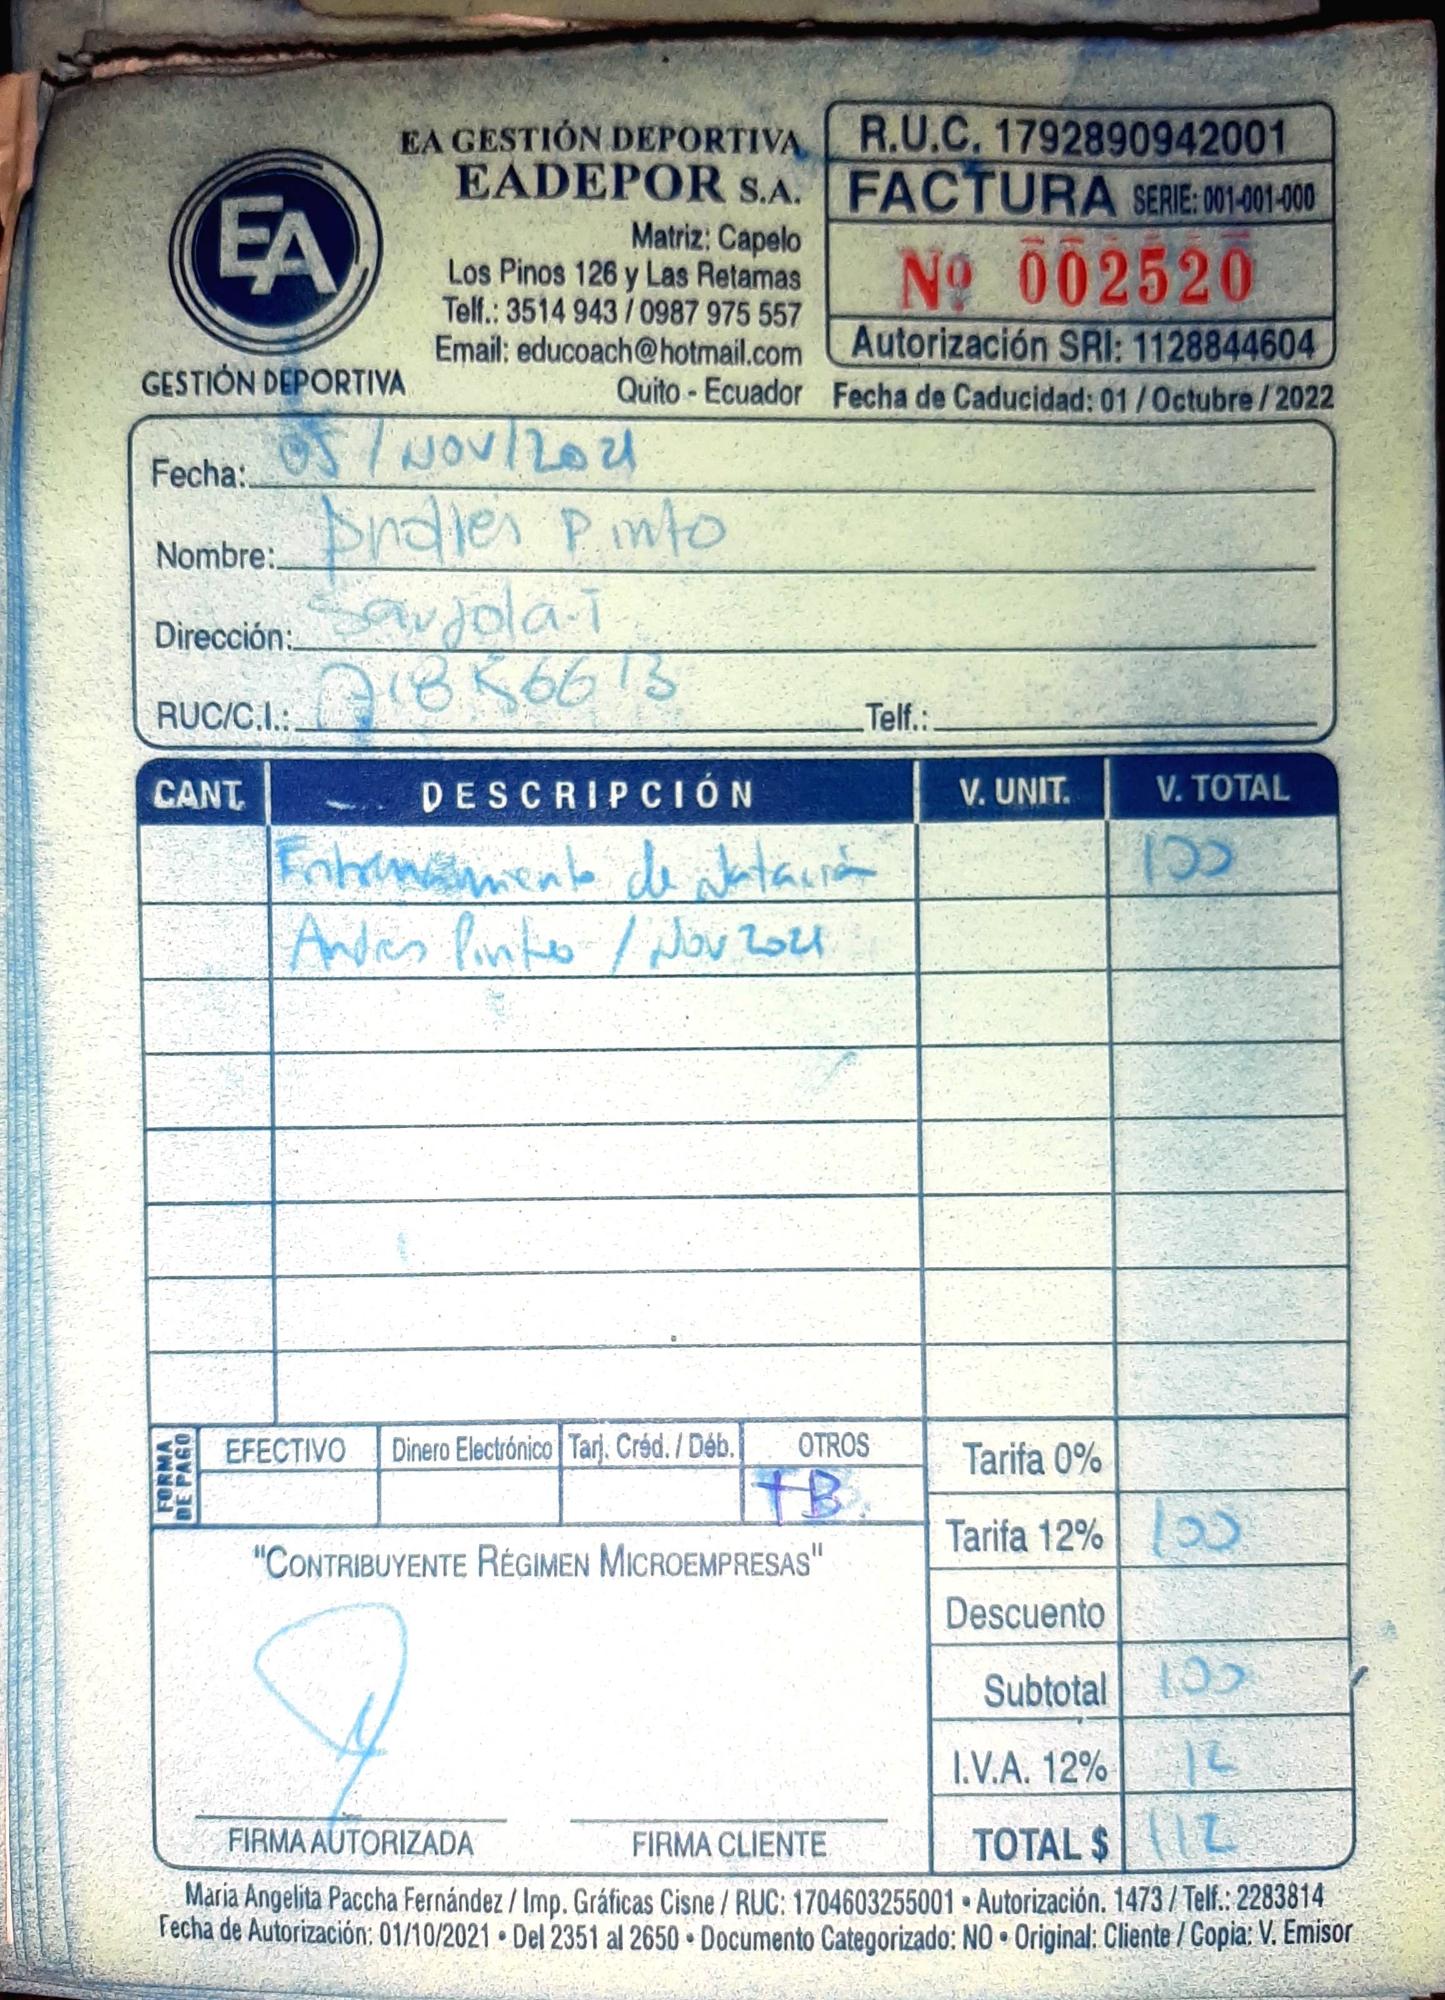 EA
GESTIÓN DEPORTIVA
EA GESTIÓN DEPORTIVA
EADEPOR S.A.
Matriz: Capelo
Los Pinos 126 y Las Retamas
Telf.: 3514 943 / 0987 975 557
Email: educoach@hotmail.com
Quito - Ecuador
R.U.C. 1792890942001
FACTURA SERIE: 001-001-000
Nº 002520
Autorización SRI: 1128844604
Fecha de Caducidad: 01 / Octubre / 2022
Fecha: 05 / NOV / 2021
Nombre: Andres Pinto
Dirección:
RUC/C.I.: Telf.:
CANT. DESCRIPCIÓN V. UNIT. V. TOTAL
Entrenamiento de Natación 100
Andres Pinto / Nov 2021
FORMA DE PAGO EFECTIVO Dinero Electrónico Tarj. Créd. / Déb. OTROS
TB.
Tarifa 0%
Tarifa 12% 100
Descuento
Subtotal 100
I.V.A. 12% 12
TOTAL $ 112
"CONTRIBUYENTE RÉGIMEN MICROEMPRESAS"
FIRMA AUTORIZADA FIRMA CLIENTE
María Angelita Paccha Fernández / Imp. Gráficas Cisne / RUC: 1704603255001 • Autorización. 1473 / Telf.: 2283814
Fecha de Autorización: 01/10/2021 • Del 2351 al 2650 • Documento Categorizado: NO • Original: Cliente / Copia: V. Emisor